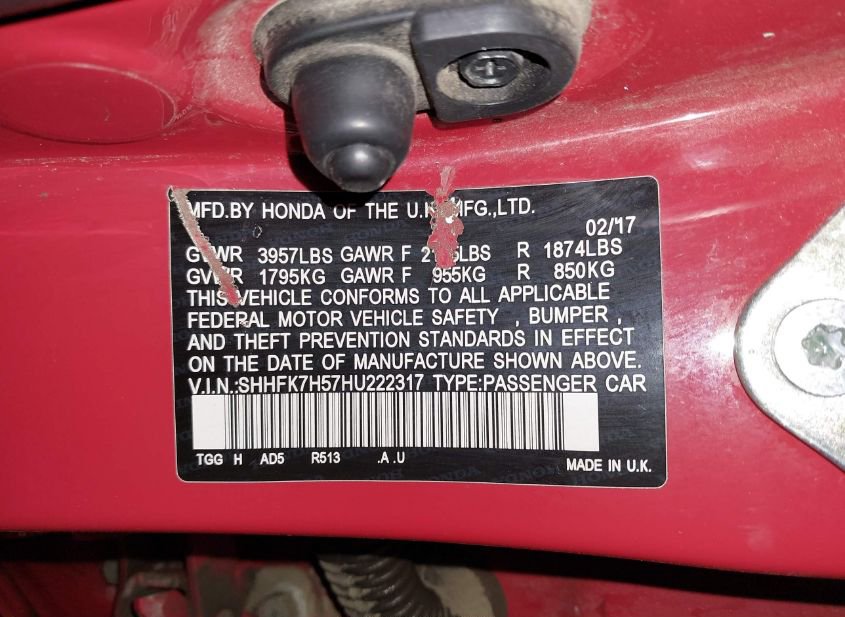 MFD.BY HONDA OF THE U.K. MFG.,LTD.
02/17
GVWR 3957LBS GAWR F LBS R 1874LBS
GVWR 1795KG GAWR F 955KG R 850KG
THIS VEHICLE CONFORMS TO ALL APPLICABLE
FEDERAL MOTOR VEHICLE SAFETY , BUMPER ,
AND THEFT PREVENTION STANDARDS IN EFFECT
ON THE DATE OF MANUFACTURE SHOWN ABOVE.
V.I.N.:SHHFK7H57HU222317 TYPE:PASSENGER CAR
TGG H AD5 R513 .A .U
MADE IN U.K.